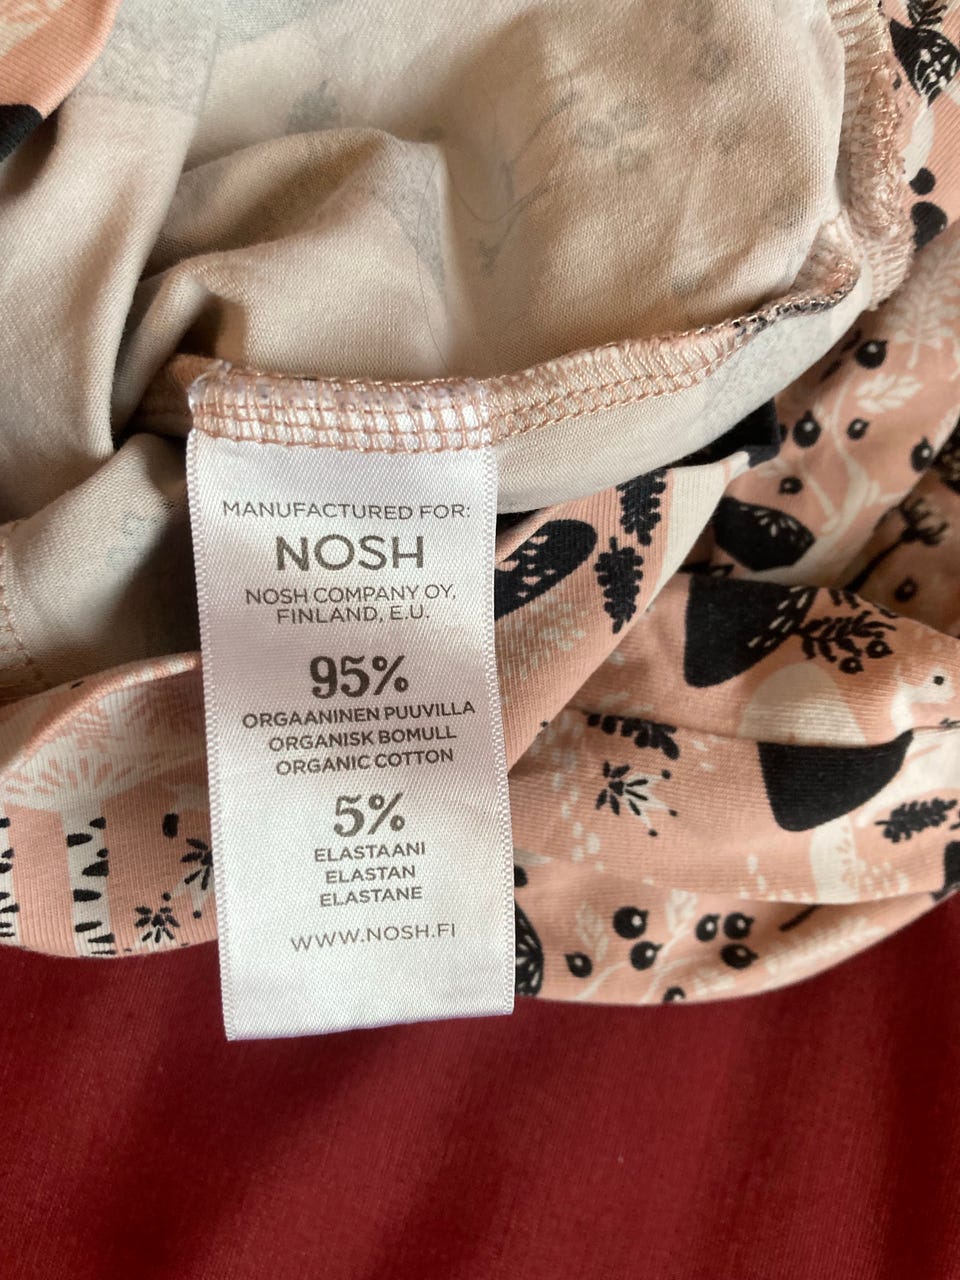 MANUFACTURED FOR:
NOSH
NOSH COMPANY OY,
FINLAND, E.U.
95%
ORGAANINEN PUUVILLA
ORGANISK BOMULL
ORGANIC COTTON
5%
ELASTAANI
ELASTAN
ELASTANE
WWW.NOSH.FI